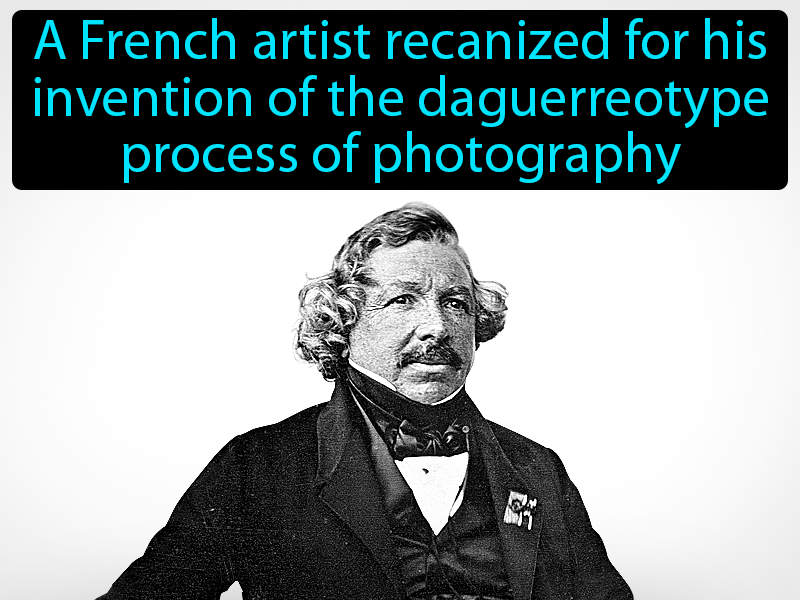 A French artist recanized for his
invention of the daguerreotype
process of photography